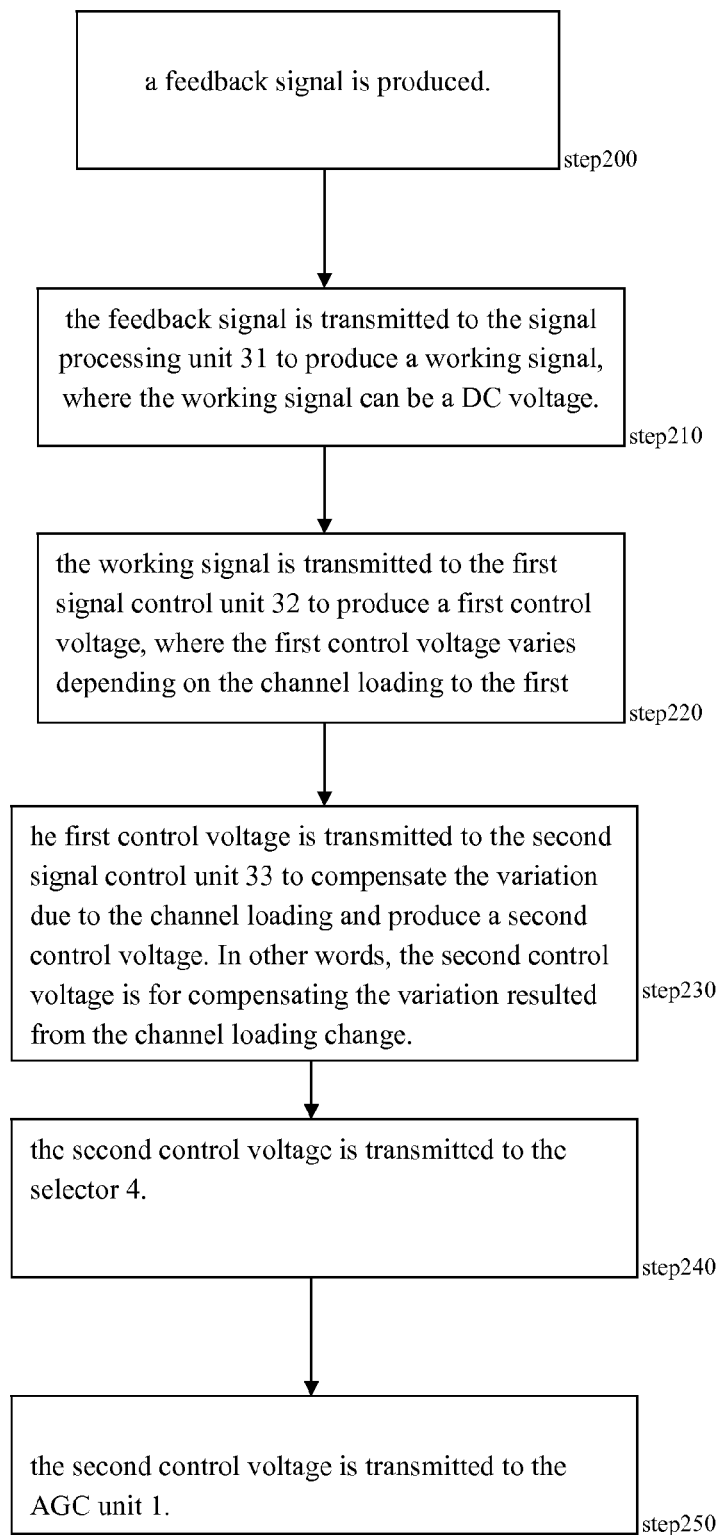 a feedback signal is produced.
step200
the feedback signal is transmitted to the signal
processing unit 31 to produce a working signal,
where the working signal can be a DC voltage.
step210
the working signal is transmitted to the first
signal control unit 32 to produce a first control
voltage, where the first control voltage varies
depending on the channel loading to the first
step220
he first control voltage is transmitted to the second
signal control unit 33 to compensate the variation
due to the channel loading and produce a second
control voltage. In other words, the second control
voltage is for compensating the variation resulted
from the channel loading change.
step230
the second control voltage is transmitted to the
selector 4.
step240
the second control voltage is transmitted to the
AGC unit 1.
step250